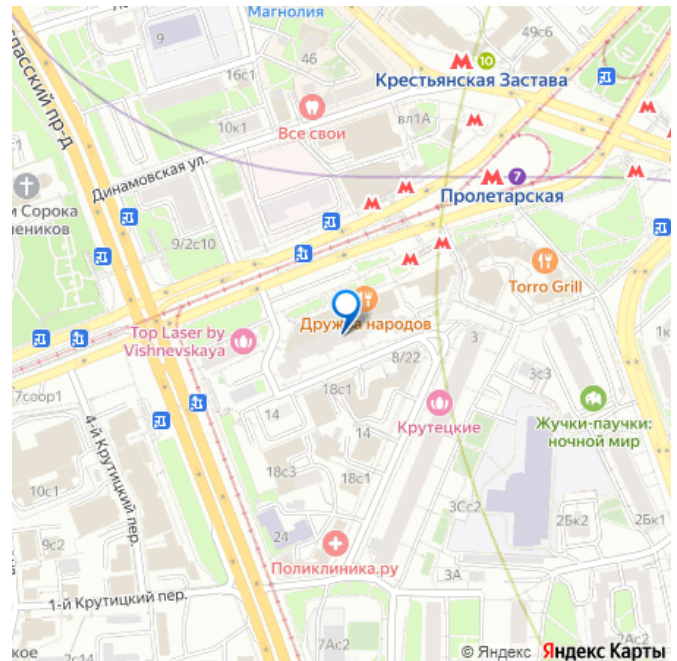 Магнолия
9
49с6
46
10
16с1
Крестьянская Застава
Все свои
вл1А
10к1
Динамовская ул.
7
Пролетарская
и Сорока
9/2с10
Torro Grill
Дружба народов
Top Laser by
Vishnevskaya
1к
8/22
3
7соор1
18с1
3с3
14
Крутецкие
Жучки-паучки:
ночной мир
4-й Крутицкий пер.
14
18с3
18с1
10с1
3Сс2
24
2Бк2
2Бк1
9с2
Поликлиника.ру
3А
1-й Крутицкий пер.
7Ас2
2Ас2
ское
2с14
© Яндекс Яндекс Карты